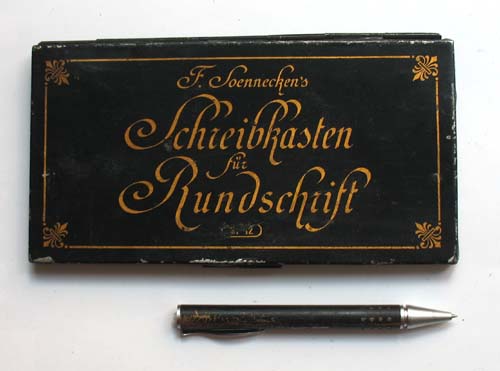 F. Soennecken's
Schreibkasten
für
Rundschrift